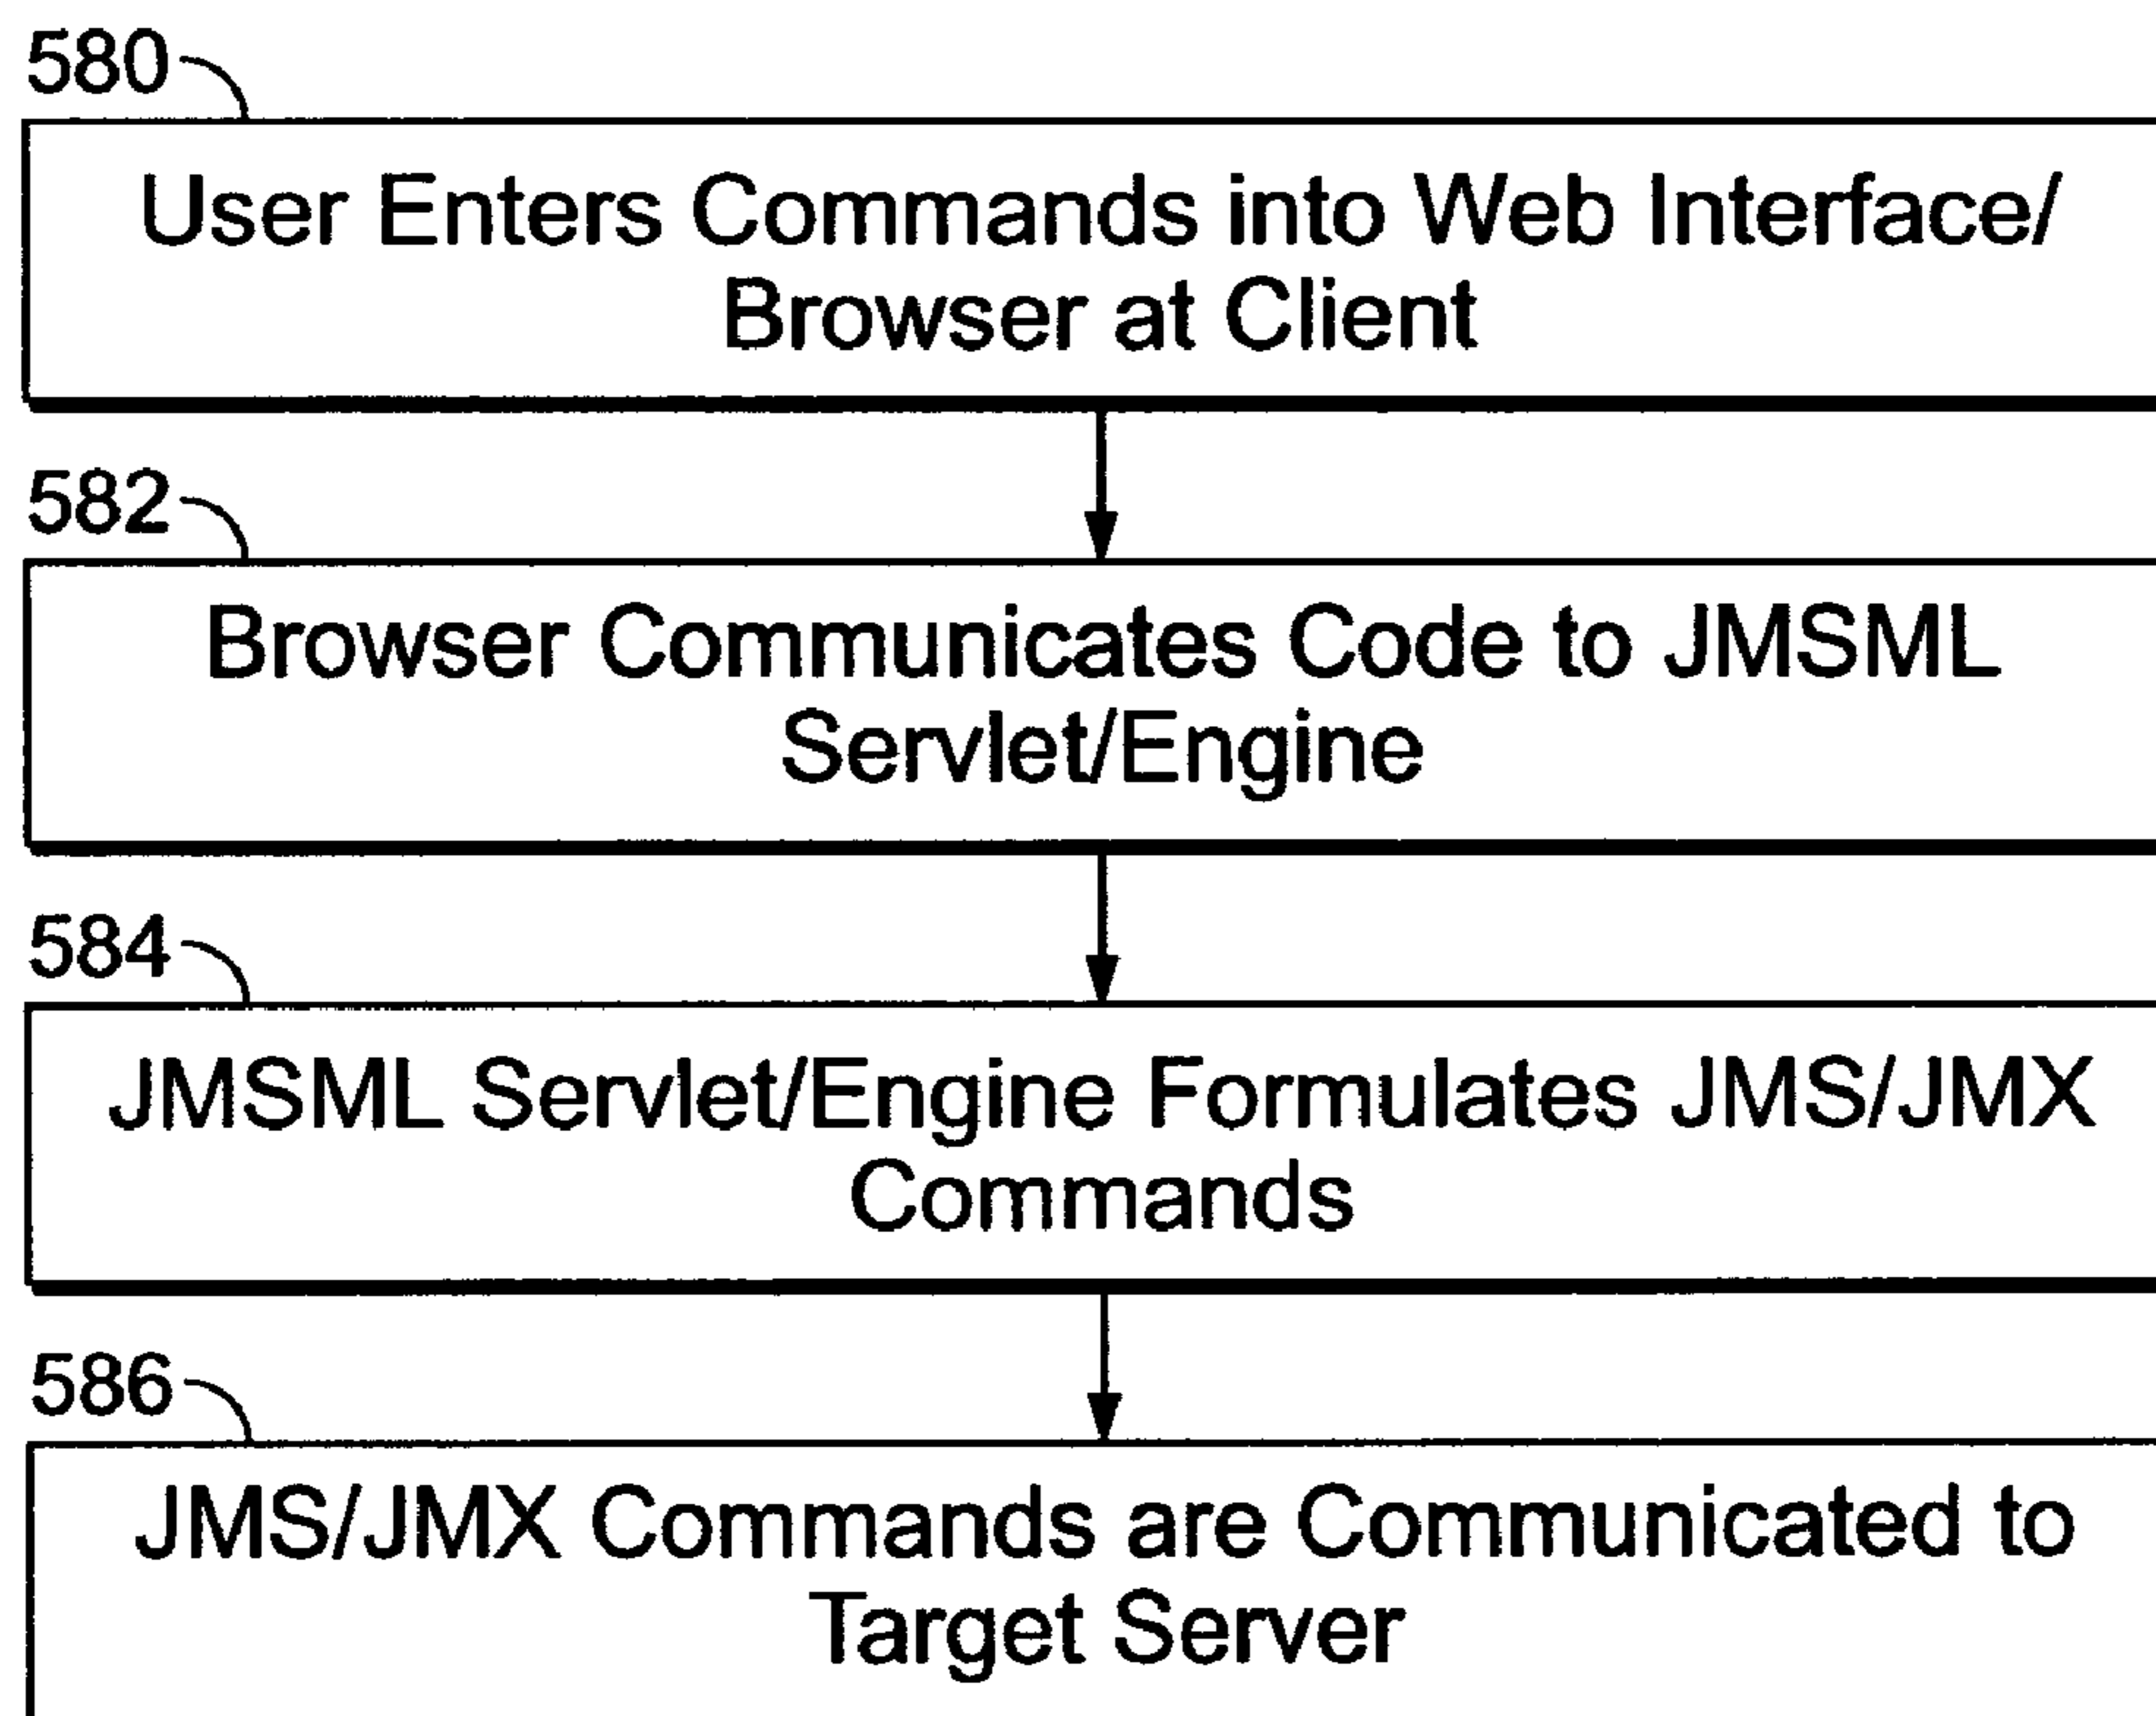 580
User Enters Commands into Web Interface/
Browser at Client
582
Browser Communicates Code to JMSML
Servlet/Engine
584
JMSML Servlet/Engine Formulates JMS/JMX
Commands
586
JMS/JMX Commands are Communicated to
Target Server